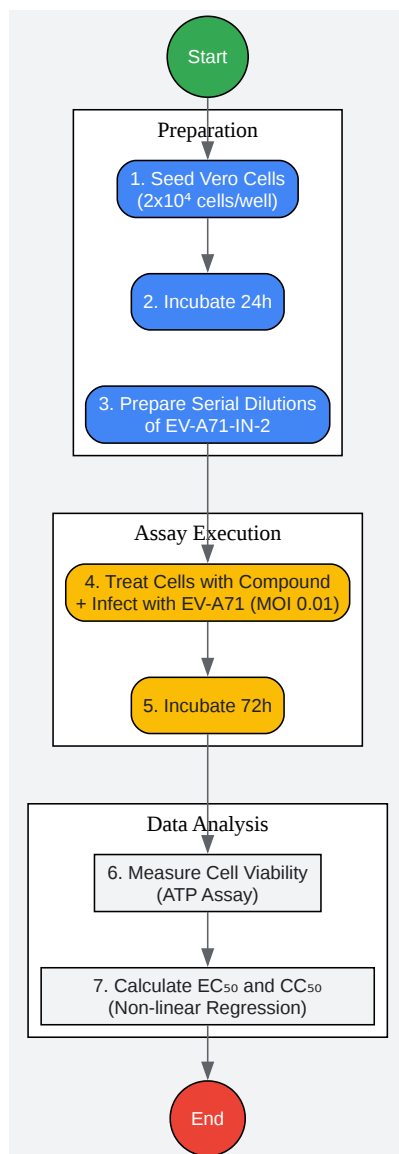 Start
Preparation
1. Seed Vero Cells
(2x10⁴ cells/well)
2. Incubate 24h
3. Prepare Serial Dilutions
of EV-A71-IN-2
Assay Execution
4. Treat Cells with Compound
+ Infect with EV-A71 (MOI 0.01)
5. Incubate 72h
Data Analysis
6. Measure Cell Viability
(ATP Assay)
7. Calculate EC₅₀ and CC₅₀
(Non-linear Regression)
End